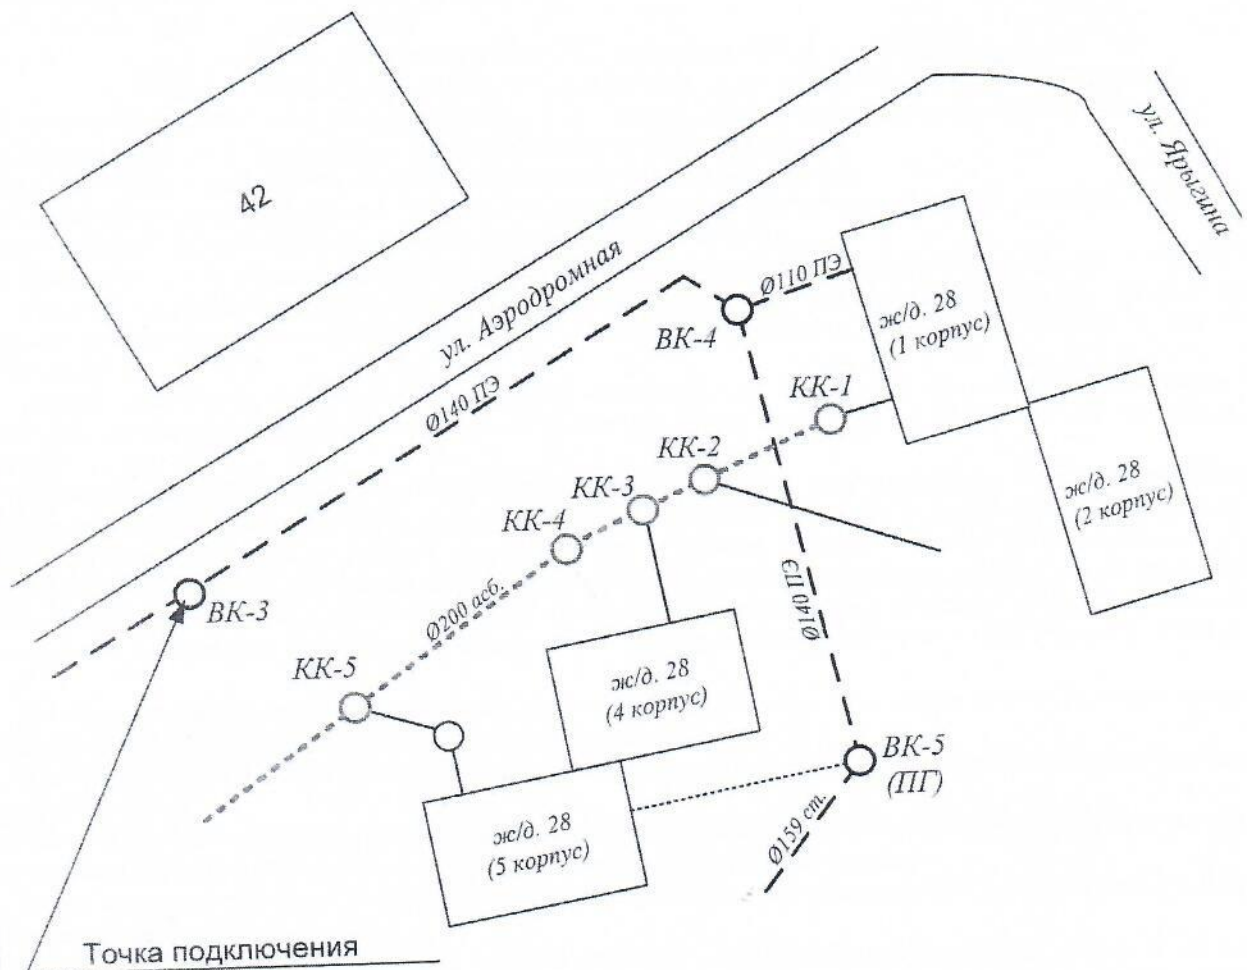 42
ул. Аэродромная
ул. Ярыгина
Ø110 ПЭ
ВК-4
ж/д. 28
(1 корпус)
Ø140 ПЭ
КК-1
КК-2
КК-3
КК-4
ж/д. 28
(2 корпус)
ВК-3
Ø200 асб.
Ø140 ПЭ
КК-5
ж/д. 28
(4 корпус)
ВК-5
(ПГ)
Ø159 ст.
ж/д. 28
(5 корпус)
Точка подключения